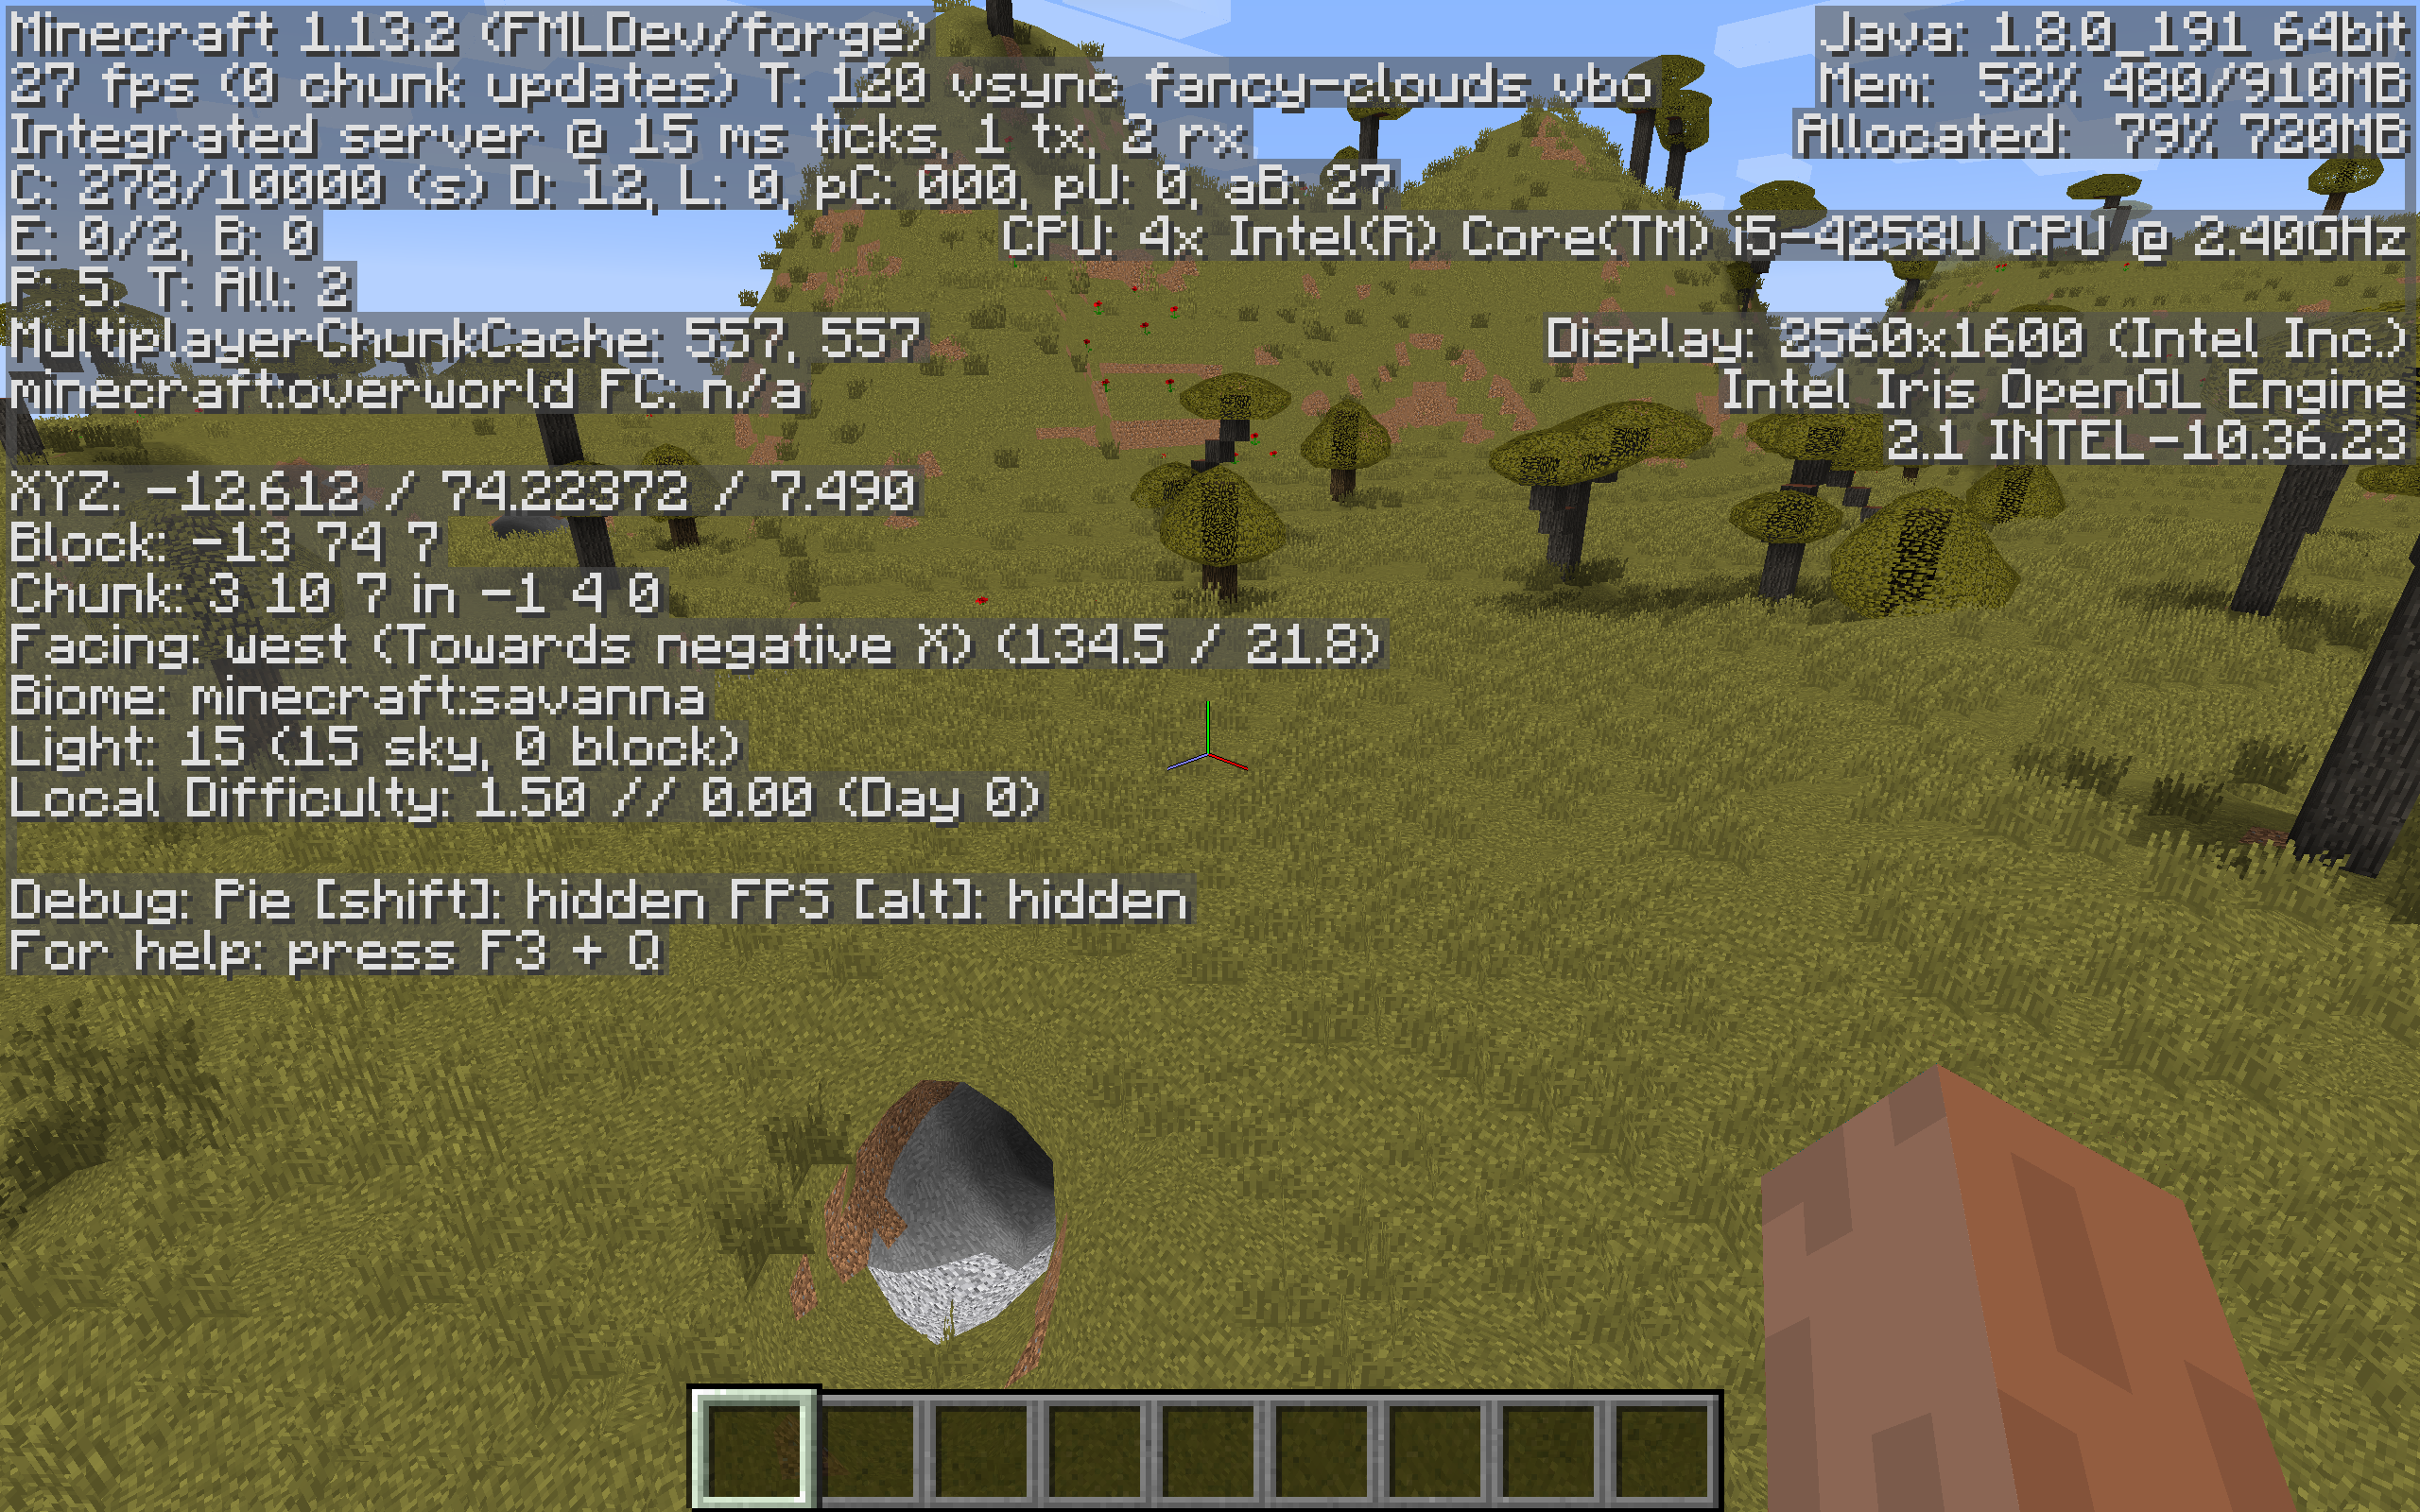 Minecraft 1.13.2 (FMLDev/forge)
27 fps (0 chunk updates) T: 120 vsync fancy-clouds vbo
Integrated server @ 15 ms ticks, 1 tx, 2 rx
C: 278/10000 (s) D: 12, L: 0, pC: 000, pU: 0, aB: 27
E: 0/2, B: 0
P: 5. T: All: 2
MultiplayerChunkCache: 557, 557
minecraft:overworld FC: n/a
XYZ: -12.612 / 74.22372 / 7.490
Block: -13 74 7
Chunk: 3 10 7 in -1 4 0
Facing: west (Towards negative X) (134.5 / 21.8)
Biome: minecraft:savanna
Light: 15 (15 sky, 0 block)
Local Difficulty: 1.50 // 0.00 (Day 0)
Debug: Pie [shift]: hidden FPS [alt]: hidden
For help: press F3 + Q
Java: 1.8.0_191 64bit
Mem: 52% 480/910MB
Allocated: 79% 720MB
CPU: 4x Intel(R) Core(TM) i5-4258U CPU @ 2.40GHz
Display: 2560x1600 (Intel Inc.)
Intel Iris OpenGL Engine
2.1 INTEL-10.36.23